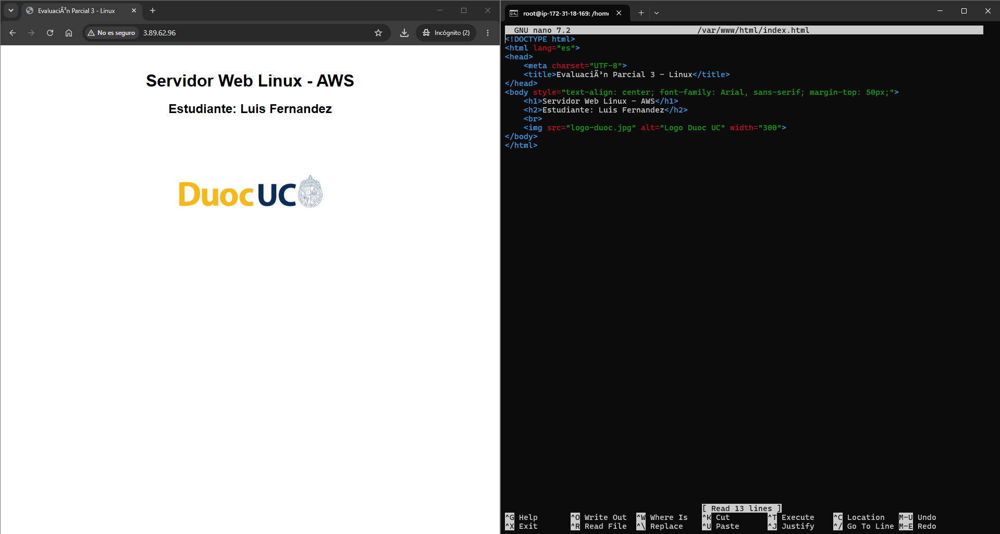 EvaluaciÃ³n Parcial 3 - Linux
No es seguro
3.89.62.96
Incógnito (2)
Servidor Web Linux - AWS
Estudiante: Luis Fernandez
Duoc UC
root@ip-172-31-18-169: /home
GNU nano 7.2 /var/www/html/index.html
<!DOCTYPE html>
<html lang="es">
<head>
    <meta charset="UTF-8">
    <title>EvaluaciÃ³n Parcial 3 - Linux</title>
</head>
<body style="text-align: center; font-family: Arial, sans-serif; margin-top: 50px;">
    <h1>Servidor Web Linux - AWS</h1>
    <h2>Estudiante: Luis Fernandez</h2>
    <br>
    <img src="logo-duoc.jpg" alt="Logo Duoc UC" width="300">
</body>
</html>
[ Read 13 lines ]
^G Help ^O Write Out ^W Where Is ^K Cut ^T Execute ^C Location M-U Undo
^X Exit ^R Read File ^\ Replace ^U Paste ^J Justify ^/ Go To Line M-E Redo